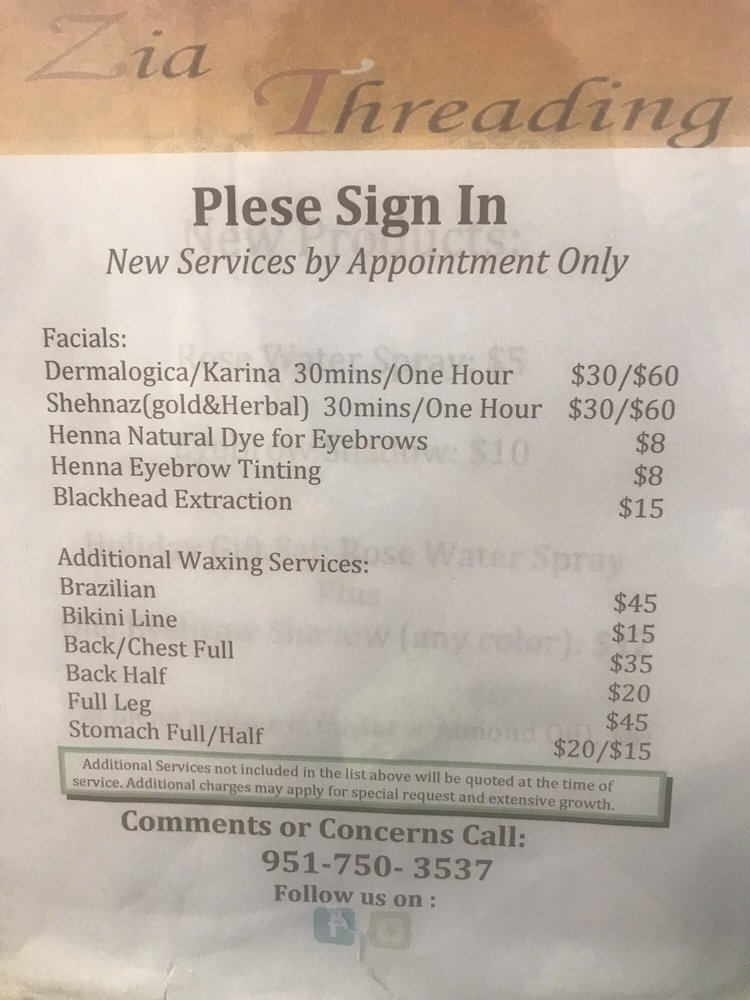 Zia
Threading
Plese Sign In
New Services by Appointment Only
Facials:
Dermalogica/Karina 30mins/One Hour $30/$60
Shehnaz(gold&Herbal) 30mins/One Hour $30/$60
Henna Natural Dye for Eyebrows $8
Henna Eyebrow Tinting $8
Blackhead Extraction $15
Additional Waxing Services:
Brazilian $45
Bikini Line $15
Back/Chest Full $35
Back Half $20
Full Leg $45
Stomach Full/Half $20/$15
Additional Services not included in the list above will be quoted at the time of
service. Additional charges may apply for special request and extensive growth.
Comments or Concerns Call:
951-750- 3537
Follow us on :